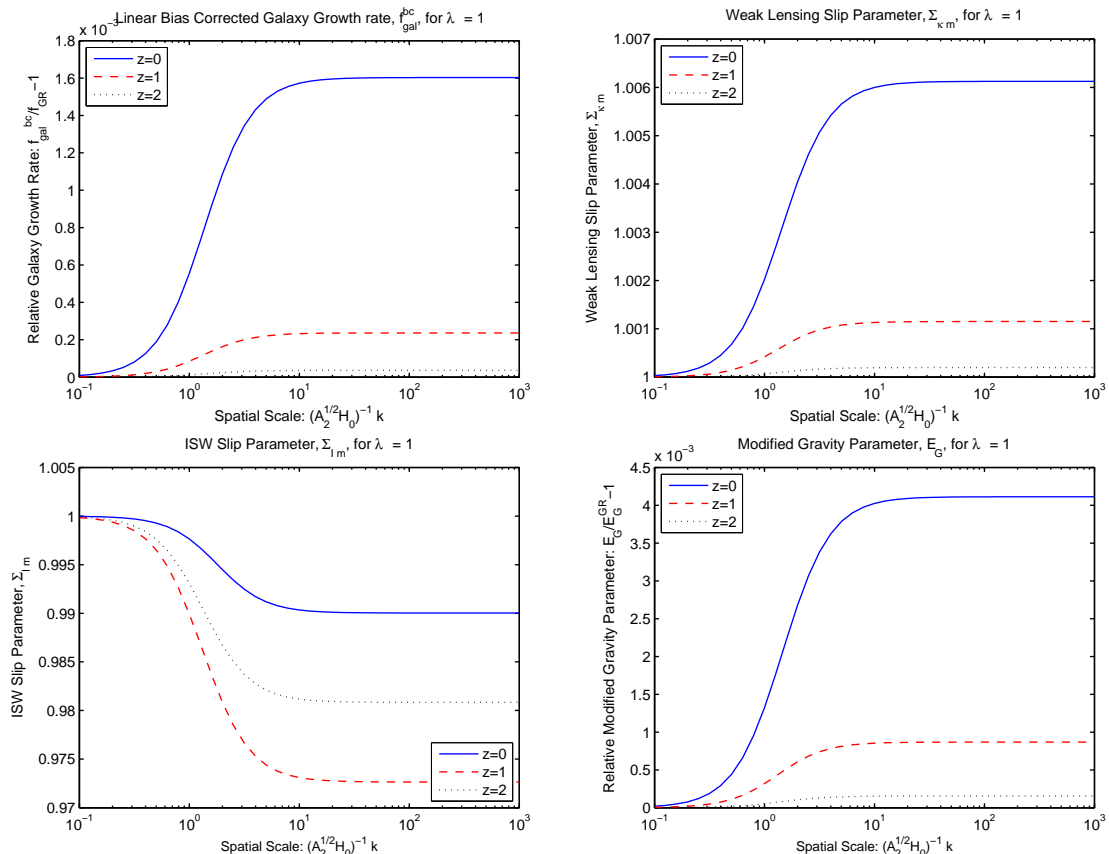 Linear Bias Corrected Galaxy Growth rate, f_gal^bc, for λ = 1
x 10^−3
Relative Galaxy Growth Rate: f_gal^bc/f_GR−1
1.8
1.6
1.4
1.2
1
0.8
0.6
0.4
0.2
0
z=0
z=1
z=2
10^−1 10^0 10^1 10^2 10^3
Spatial Scale: (A_2^1/2 H_0)^−1 k
Weak Lensing Slip Parameter, Σ_κ m, for λ = 1
Weak Lensing Slip Parameter, Σ_κ m
1.007
1.006
1.005
1.004
1.003
1.002
1.001
1
z=0
z=1
z=2
10^−1 10^0 10^1 10^2 10^3
Spatial Scale: (A_2^1/2 H_0)^−1 k
ISW Slip Parameter, Σ_I m, for λ = 1
ISW Slip Parameter, Σ_I m
1.005
1
0.995
0.99
0.985
0.98
0.975
0.97
z=0
z=1
z=2
10^−1 10^0 10^1 10^2 10^3
Spatial Scale: (A_2^1/2 H_0)^−1 k
Modified Gravity Parameter, E_G, for λ = 1
x 10^−3
Relative Modified Gravity Parameter: E_G/E_G^GR−1
4.5
4
3.5
3
2.5
2
1.5
1
0.5
0
z=0
z=1
z=2
10^−1 10^0 10^1 10^2 10^3
Spatial Scale: (A_2^1/2 H_0)^−1 k